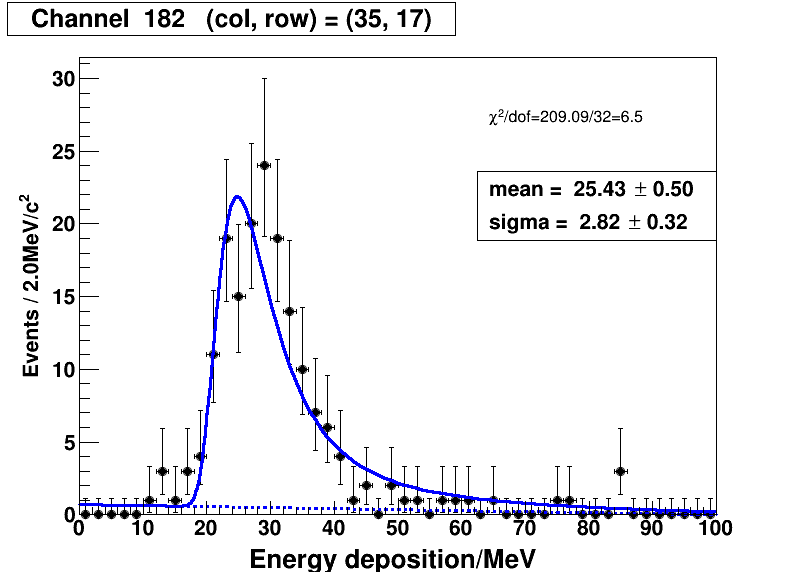 Channel 182 (col, row) = (35, 17)
χ²/dof=209.09/32=6.5
mean = 25.43 ± 0.50
sigma = 2.82 ± 0.32
Events / 2.0MeV/c²
30
25
20
15
10
5
0
0 10 20 30 40 50 60 70 80 90 100
Energy deposition/MeV